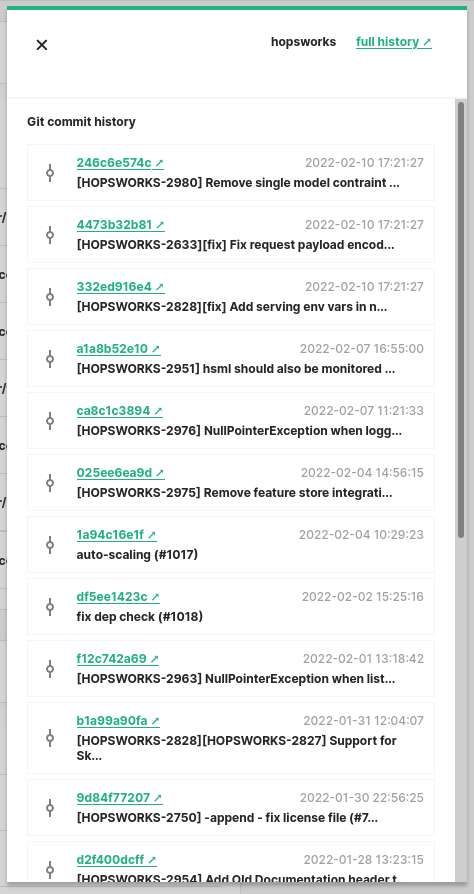 hopsworks full history ↗
Git commit history
246c6e574c ↗ 2022-02-10 17:21:27
[HOPSWORKS-2980] Remove single model contraint ...
4473b32b81 ↗ 2022-02-10 17:21:27
[HOPSWORKS-2633][fix] Fix request payload encod...
332ed916e4 ↗ 2022-02-10 17:21:27
[HOPSWORKS-2828][fix] Add serving env vars in n...
a1a8b52e10 ↗ 2022-02-07 16:55:00
[HOPSWORKS-2951] hsml should also be monitored ...
ca8c1c3894 ↗ 2022-02-07 11:21:33
[HOPSWORKS-2976] NullPointerException when logg...
025ee6ea9d ↗ 2022-02-04 14:56:15
[HOPSWORKS-2975] Remove feature store integrati...
1a94c16e1f ↗ 2022-02-04 10:29:23
auto-scaling (#1017)
df5ee1423c ↗ 2022-02-02 15:25:16
fix dep check (#1018)
f12c742a69 ↗ 2022-02-01 13:18:42
[HOPSWORKS-2963] NullPointerException when list...
b1a99a90fa ↗ 2022-01-31 12:04:07
[HOPSWORKS-2828][HOPSWORKS-2827] Support for
Sk...
9d84f77207 ↗ 2022-01-30 22:56:25
[HOPSWORKS-2750] -append - fix license file (#7...
d2f400dcff ↗ 2022-01-28 13:23:15
[HOPSWORKS-2954] Add Old Documentation header t...